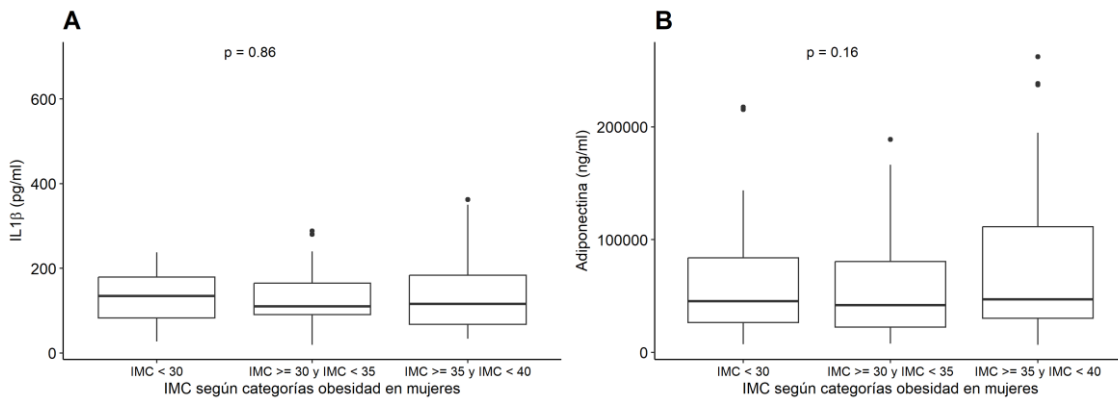 A
p = 0.86
600
400
200
0
IL1β (pg/ml)
IMC < 30
IMC >= 30 y IMC < 35
IMC >= 35 y IMC < 40
IMC según categorías obesidad en mujeres
B
p = 0.16
200000
100000
0
Adiponectina (ng/ml)
IMC < 30
IMC >= 30 y IMC < 35
IMC >= 35 y IMC < 40
IMC según categorías obesidad en mujeres